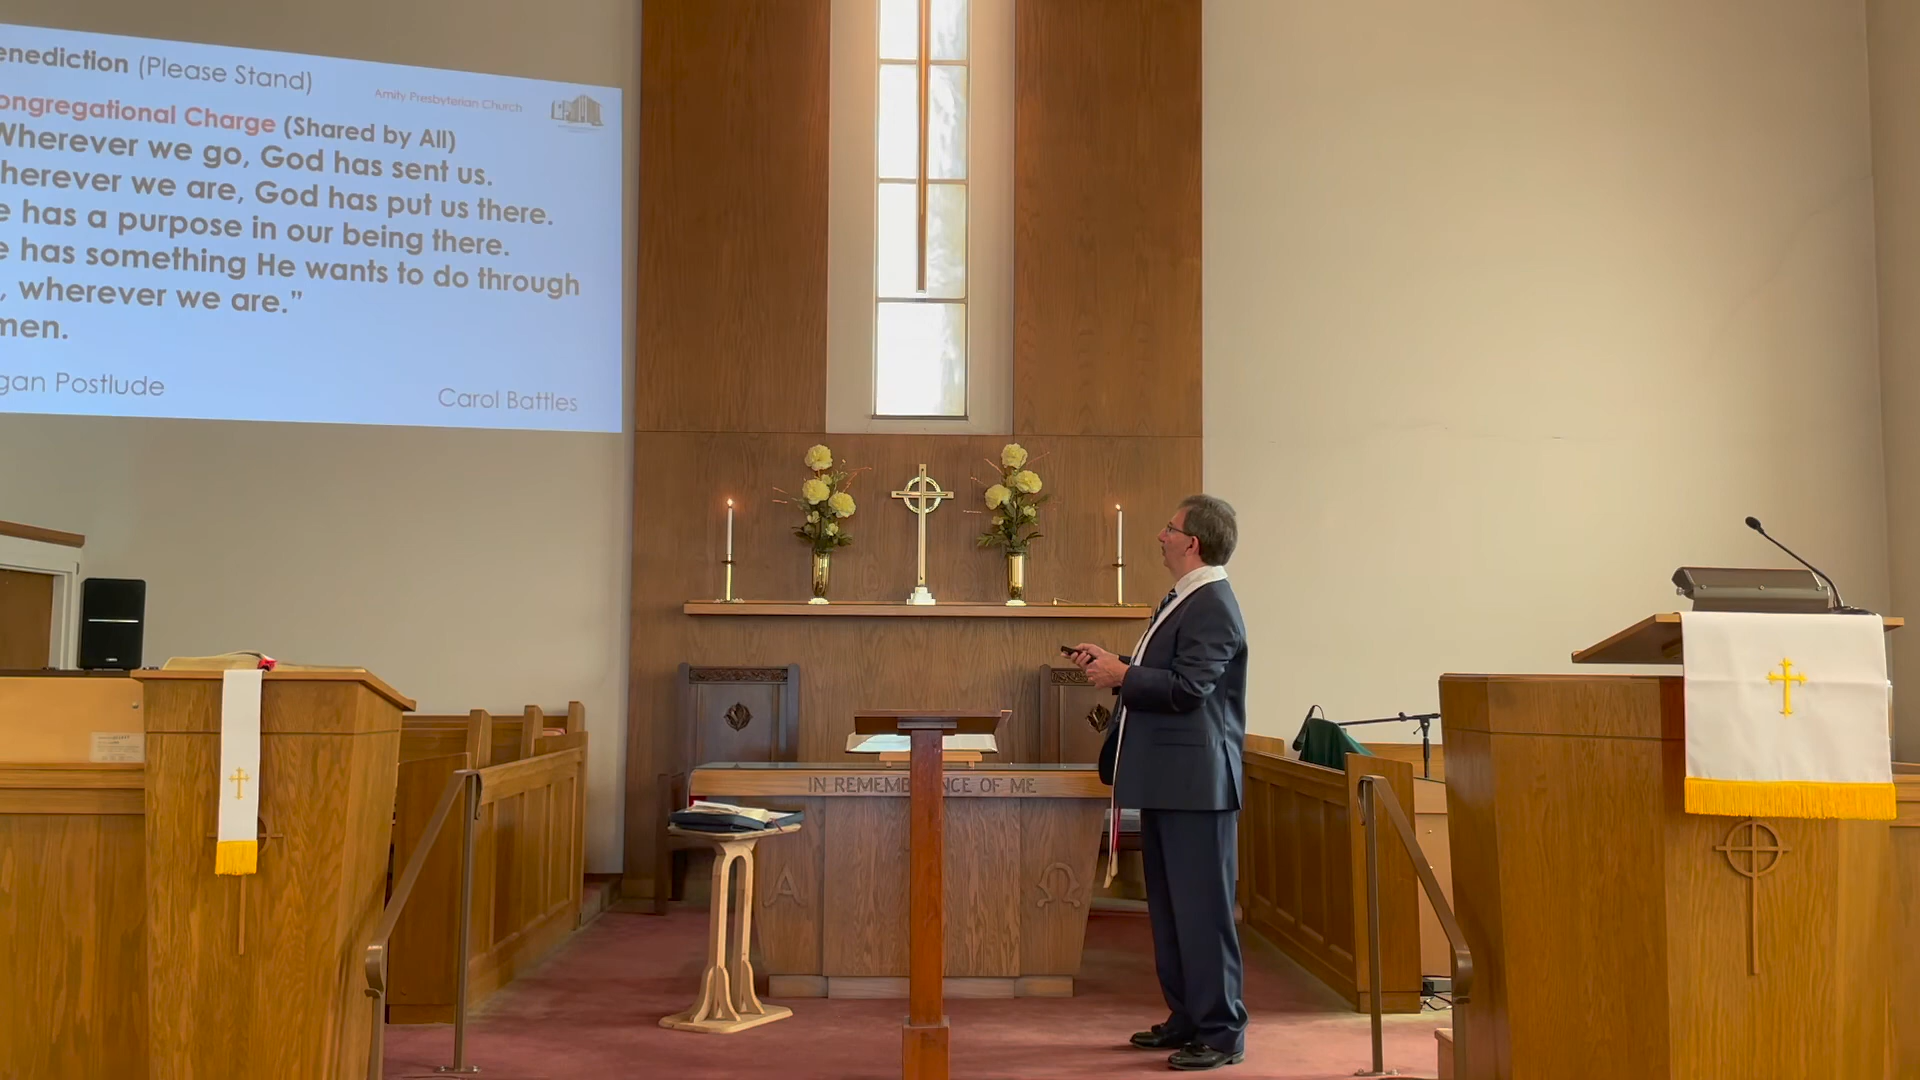 enediction (Please Stand)
Amity Presbyterian Church
ongregational Charge (Shared by All)
Wherever we go, God has sent us.
herever we are, God has put us there.
e has a purpose in our being there.
e has something He wants to do through
, wherever we are.”
men.
gan Postlude
Carol Battles
IN REMEMB NCE OF ME
Α
Ω